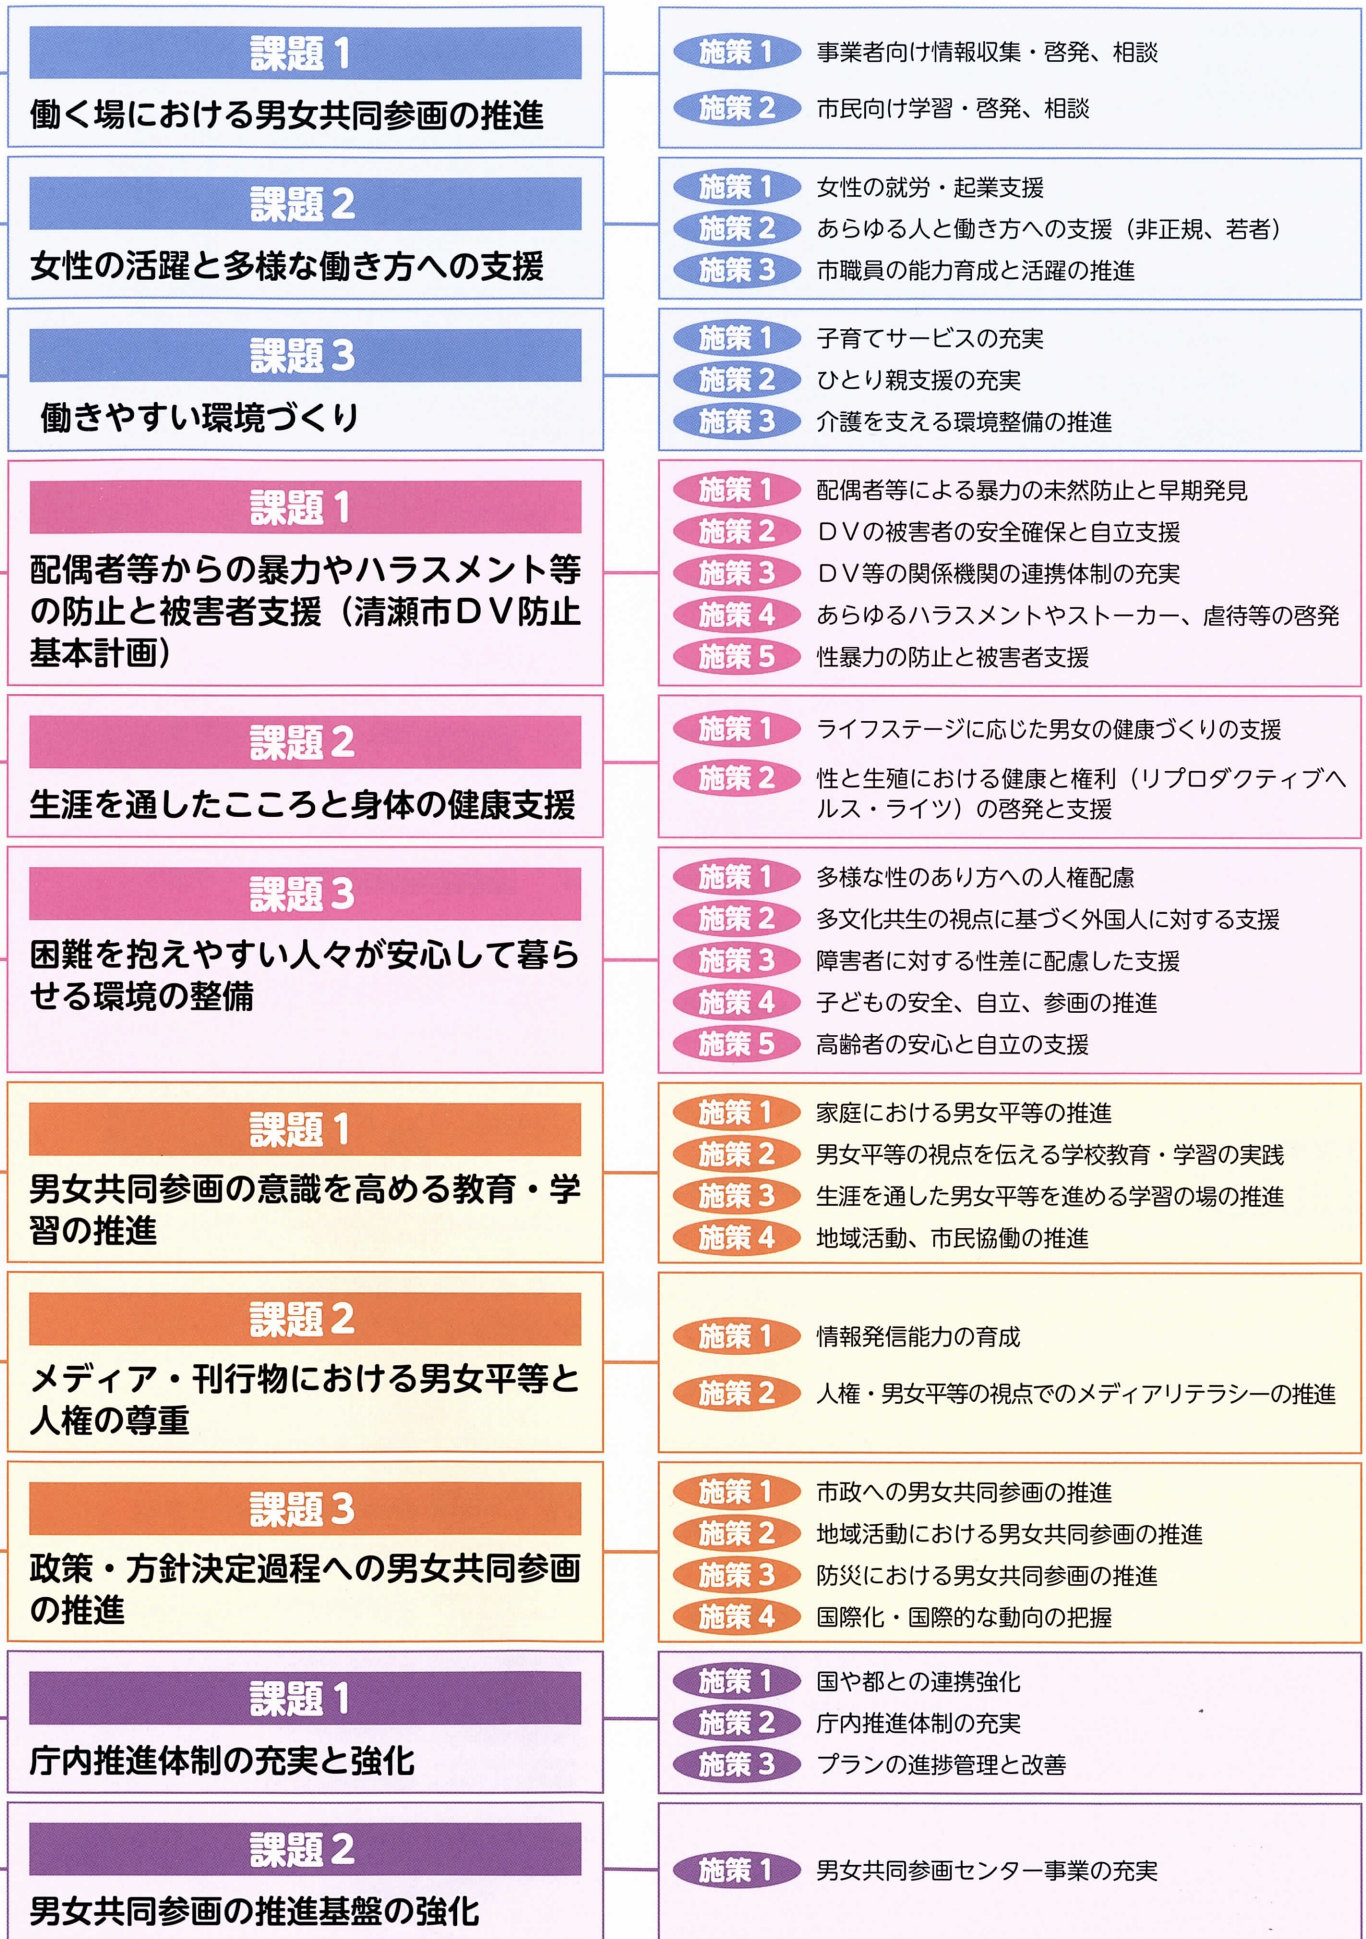 課題1
働く場における男女共同参画の推進
施策1 事業者向け情報収集・啓発、相談
施策2 市民向け学習・啓発、相談
課題2
女性の活躍と多様な働き方への支援
施策1 女性の就労・起業支援
施策2 あらゆる人と働き方への支援（非正規、若者）
施策3 市職員の能力育成と活躍の推進
課題3
働きやすい環境づくり
施策1 子育てサービスの充実
施策2 ひとり親支援の充実
施策3 介護を支える環境整備の推進
課題1
配偶者等からの暴力やハラスメント等
の防止と被害者支援（清瀬市ＤＶ防止
基本計画）
施策1 配偶者等による暴力の未然防止と早期発見
施策2 ＤＶの被害者の安全確保と自立支援
施策3 ＤＶ等の関係機関の連携体制の充実
施策4 あらゆるハラスメントやストーカー、虐待等の啓発
施策5 性暴力の防止と被害者支援
課題2
生涯を通したこころと身体の健康支援
施策1 ライフステージに応じた男女の健康づくりの支援
施策2 性と生殖における健康と権利（リプロダクティブヘ
ルス・ライツ）の啓発と支援
課題3
困難を抱えやすい人々が安心して暮ら
せる環境の整備
施策1 多様な性のあり方への人権配慮
施策2 多文化共生の視点に基づく外国人に対する支援
施策3 障害者に対する性差に配慮した支援
施策4 子どもの安全、自立、参画の推進
施策5 高齢者の安心と自立の支援
課題1
男女共同参画の意識を高める教育・学
習の推進
施策1 家庭における男女平等の推進
施策2 男女平等の視点を伝える学校教育・学習の実践
施策3 生涯を通した男女平等を進める学習の場の推進
施策4 地域活動、市民協働の推進
課題2
メディア・刊行物における男女平等と
人権の尊重
施策1 情報発信能力の育成
施策2 人権・男女平等の視点でのメディアリテラシーの推進
課題3
政策・方針決定過程への男女共同参画
の推進
施策1 市政への男女共同参画の推進
施策2 地域活動における男女共同参画の推進
施策3 防災における男女共同参画の推進
施策4 国際化・国際的な動向の把握
課題1
庁内推進体制の充実と強化
施策1 国や都との連携強化
施策2 庁内推進体制の充実
施策3 プランの進捗管理と改善
課題2
男女共同参画の推進基盤の強化
施策1 男女共同参画センター事業の充実